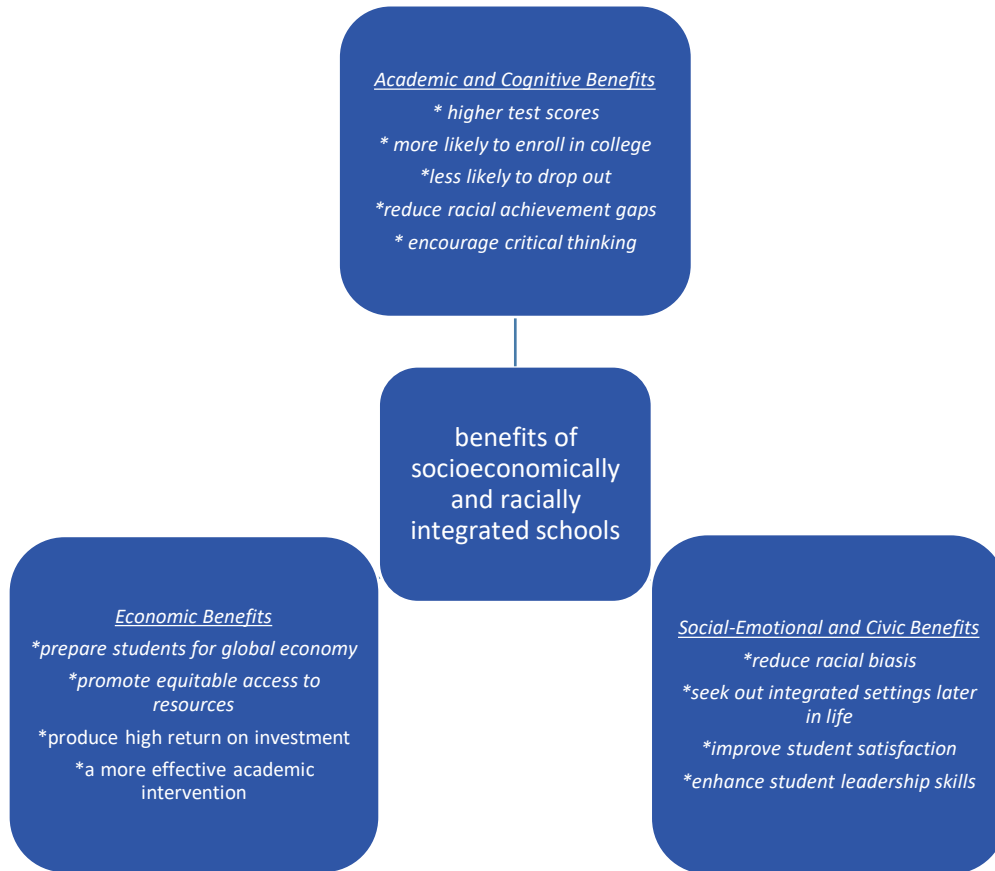 Academic and Cognitive Benefits
* higher test scores
* more likely to enroll in college
*less likely to drop out
*reduce racial achievement gaps
* encourage critical thinking
benefits of
socioeconomically
and racially
integrated schools
Economic Benefits
*prepare students for global economy
*promote equitable access to
resources
*produce high return on investment
*a more effective academic
intervention
Social-Emotional and Civic Benefits
*reduce racial biasis
*seek out integrated settings later
in life
*improve student satisfaction
*enhance student leadership skills